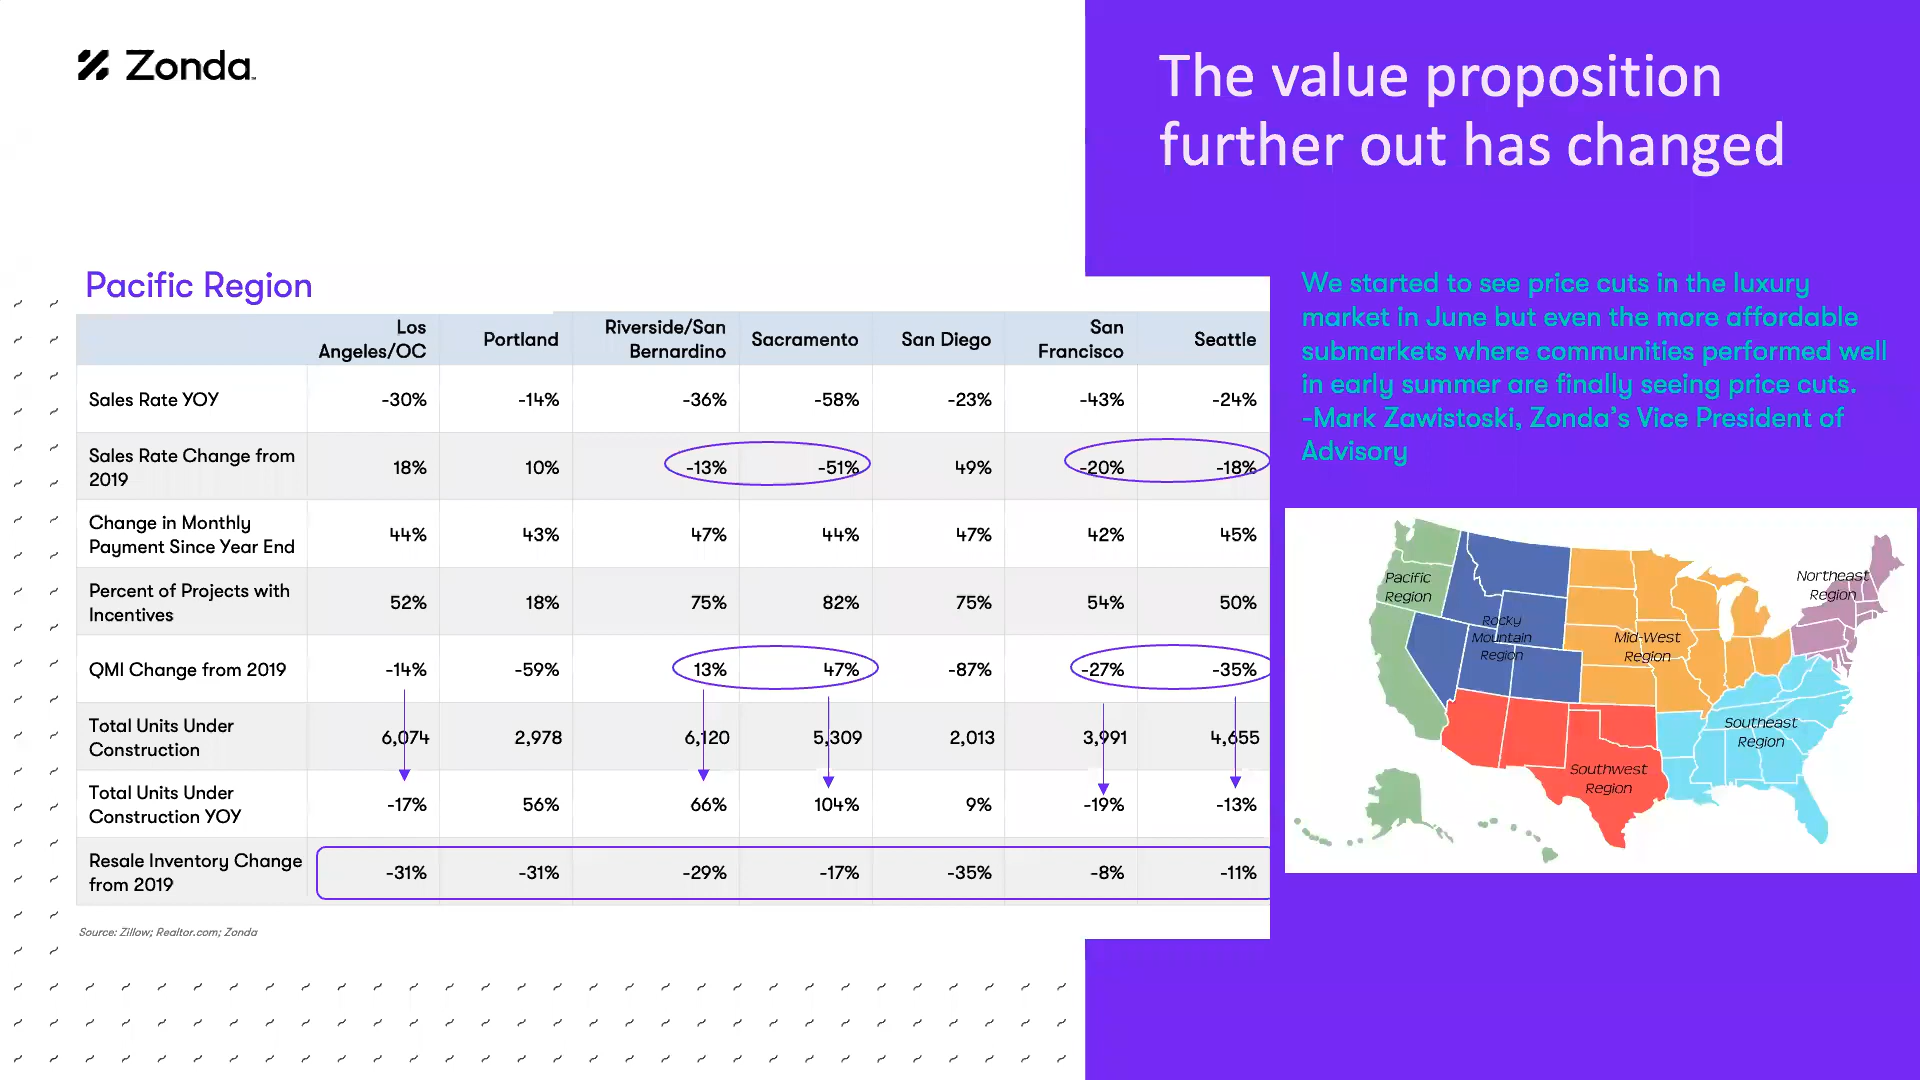 Zonda
The value proposition
further out has changed
Pacific Region
Los Angeles/OC Portland Riverside/San Bernardino Sacramento San Diego San Francisco Seattle
Sales Rate YOY -30% -14% -36% -58% -23% -43% -24%
Sales Rate Change from 2019 18% 10% -13% -51% 49% -20% -18%
Change in Monthly Payment Since Year End 44% 43% 47% 44% 47% 42% 45%
Percent of Projects with Incentives 52% 18% 75% 82% 75% 54% 50%
QMI Change from 2019 -14% -59% 13% 47% -87% -27% -35%
Total Units Under Construction 6,074 2,978 6,120 5,309 2,013 3,991 4,655
Total Units Under Construction YOY -17% 56% 66% 104% 9% -19% -13%
Resale Inventory Change from 2019 -31% -31% -29% -17% -35% -8% -11%
Source: Zillow; Realtor.com; Zonda
We started to see price cuts in the luxury
market in June but even the more affordable
submarkets where communities performed well
in early summer are finally seeing price cuts.
-Mark Zawistoski, Zonda's Vice President of
Advisory
Pacific
Region
Rocky
Mountain
Region
Mid-West
Region
Northeast
Region
Southeast
Region
Southwest
Region